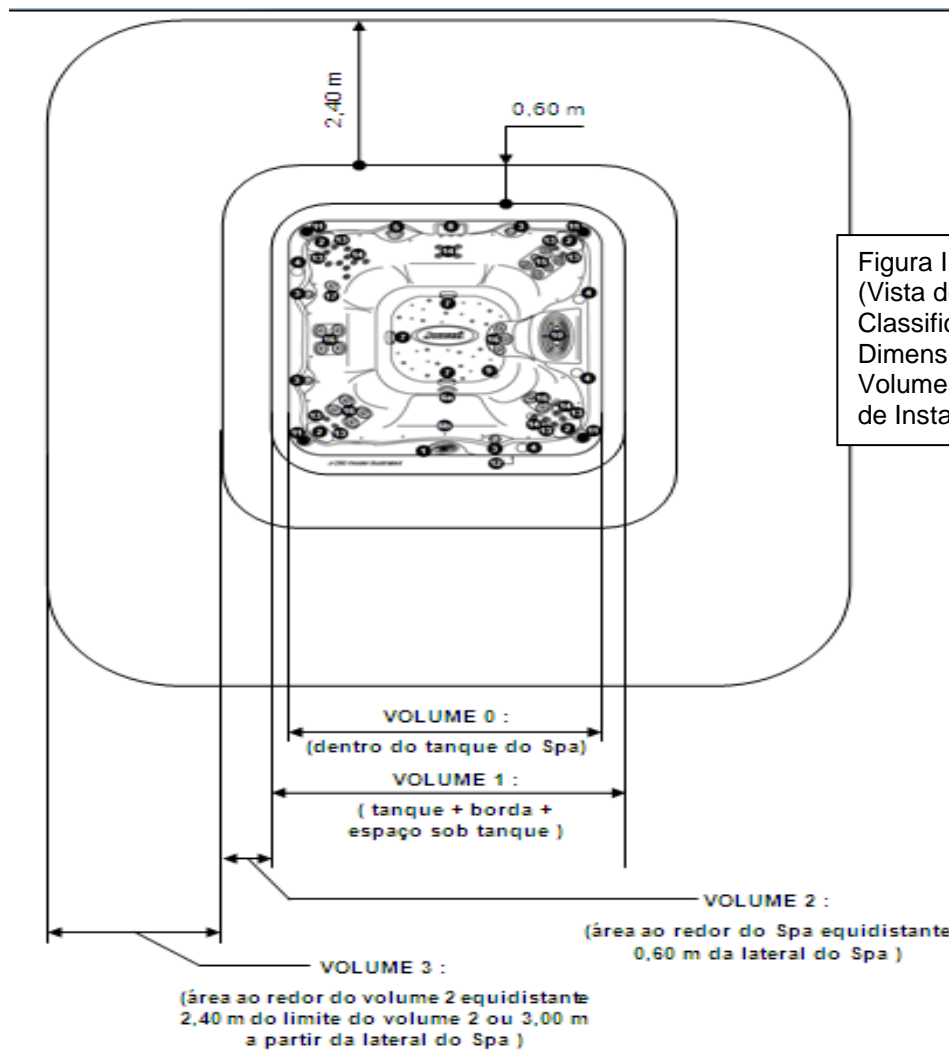 2,40 m
0,60 m
Figura I
(Vista d
Classific
Dimens
Volume
de Insta
VOLUME 0 :
(dentro do tanque do Spa)
VOLUME 1 :
( tanque + borda +
espaço sob tanque )
VOLUME 2 :
(área ao redor do Spa equidistante
0,60 m da lateral do Spa )
VOLUME 3 :
(área ao redor do volume 2 equidistante
2,40 m do limite do volume 2 ou 3,00 m
a partir da lateral do Spa )